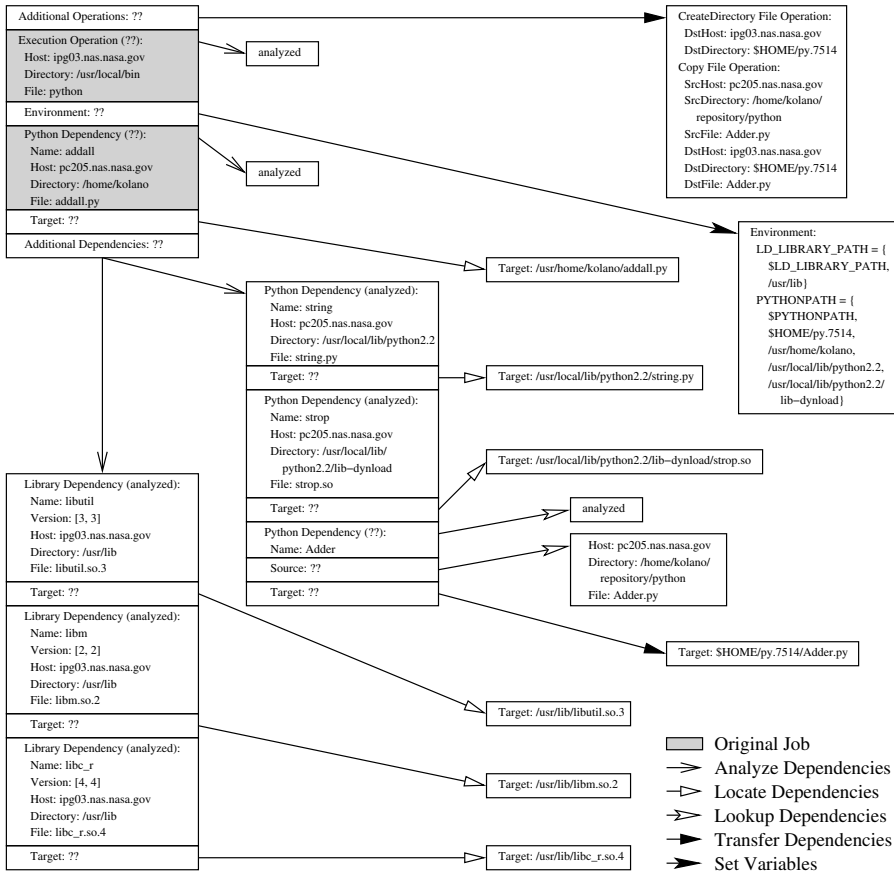 Additional Operations: ??
Execution Operation (??):
Host: ipg03.nas.nasa.gov
Directory: /usr/local/bin
File: python
Environment: ??
Python Dependency (??):
Name: addall
Host: pc205.nas.nasa.gov
Directory: /home/kolano
File: addall.py
Target: ??
Additional Dependencies: ??
analyzed
analyzed
CreateDirectory File Operation:
DstHost: ipg03.nas.nasa.gov
DstDirectory: $HOME/py.7514
Copy File Operation:
SrcHost: pc205.nas.nasa.gov
SrcDirectory: /home/kolano/
repository/python
SrcFile: Adder.py
DstHost: ipg03.nas.nasa.gov
DstDirectory: $HOME/py.7514
DstFile: Adder.py
Environment:
LD_LIBRARY_PATH = {
$LD_LIBRARY_PATH,
/usr/lib}
PYTHONPATH = {
$PYTHONPATH,
$HOME/py.7514,
/usr/home/kolano,
/usr/local/lib/python2.2,
/usr/local/lib/python2.2/
lib−dynload}
Target: /usr/home/kolano/addall.py
Python Dependency (analyzed):
Name: string
Host: pc205.nas.nasa.gov
Directory: /usr/local/lib/python2.2
File: string.py
Target: ??
Python Dependency (analyzed):
Name: strop
Host: pc205.nas.nasa.gov
Directory: /usr/local/lib/
python2.2/lib−dynload
File: strop.so
Target: ??
Python Dependency (??):
Name: Adder
Source: ??
Target: ??
Target: /usr/local/lib/python2.2/string.py
Target: /usr/local/lib/python2.2/lib−dynload/strop.so
analyzed
Host: pc205.nas.nasa.gov
Directory: /home/kolano/
repository/python
File: Adder.py
Target: $HOME/py.7514/Adder.py
Library Dependency (analyzed):
Name: libutil
Version: [3, 3]
Host: ipg03.nas.nasa.gov
Directory: /usr/lib
File: libutil.so.3
Target: ??
Library Dependency (analyzed):
Name: libm
Version: [2, 2]
Host: ipg03.nas.nasa.gov
Directory: /usr/lib
File: libm.so.2
Target: ??
Library Dependency (analyzed):
Name: libc_r
Version: [4, 4]
Host: ipg03.nas.nasa.gov
Directory: /usr/lib
File: libc_r.so.4
Target: ??
Target: /usr/lib/libutil.so.3
Target: /usr/lib/libm.so.2
Target: /usr/lib/libc_r.so.4
Original Job
Analyze Dependencies
Locate Dependencies
Lookup Dependencies
Transfer Dependencies
Set Variables